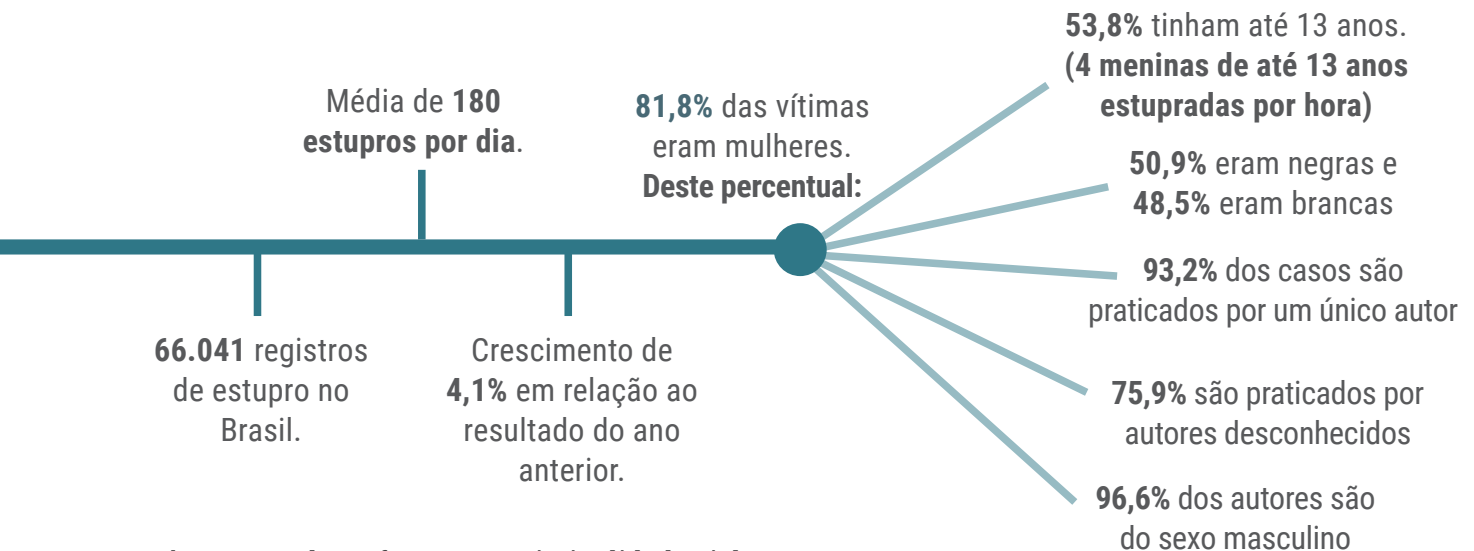 Média de 180
estupros por dia.
66.041 registros
de estupro no
Brasil.
Crescimento de
4,1% em relação ao
resultado do ano
anterior.
81,8% das vítimas
eram mulheres.
Deste percentual:
53,8% tinham até 13 anos.
(4 meninas de até 13 anos
estupradas por hora)
50,9% eram negras e
48,5% eram brancas
93,2% dos casos são
praticados por um único autor
75,9% são praticados por
autores desconhecidos
96,6% dos autores são
do sexo masculino